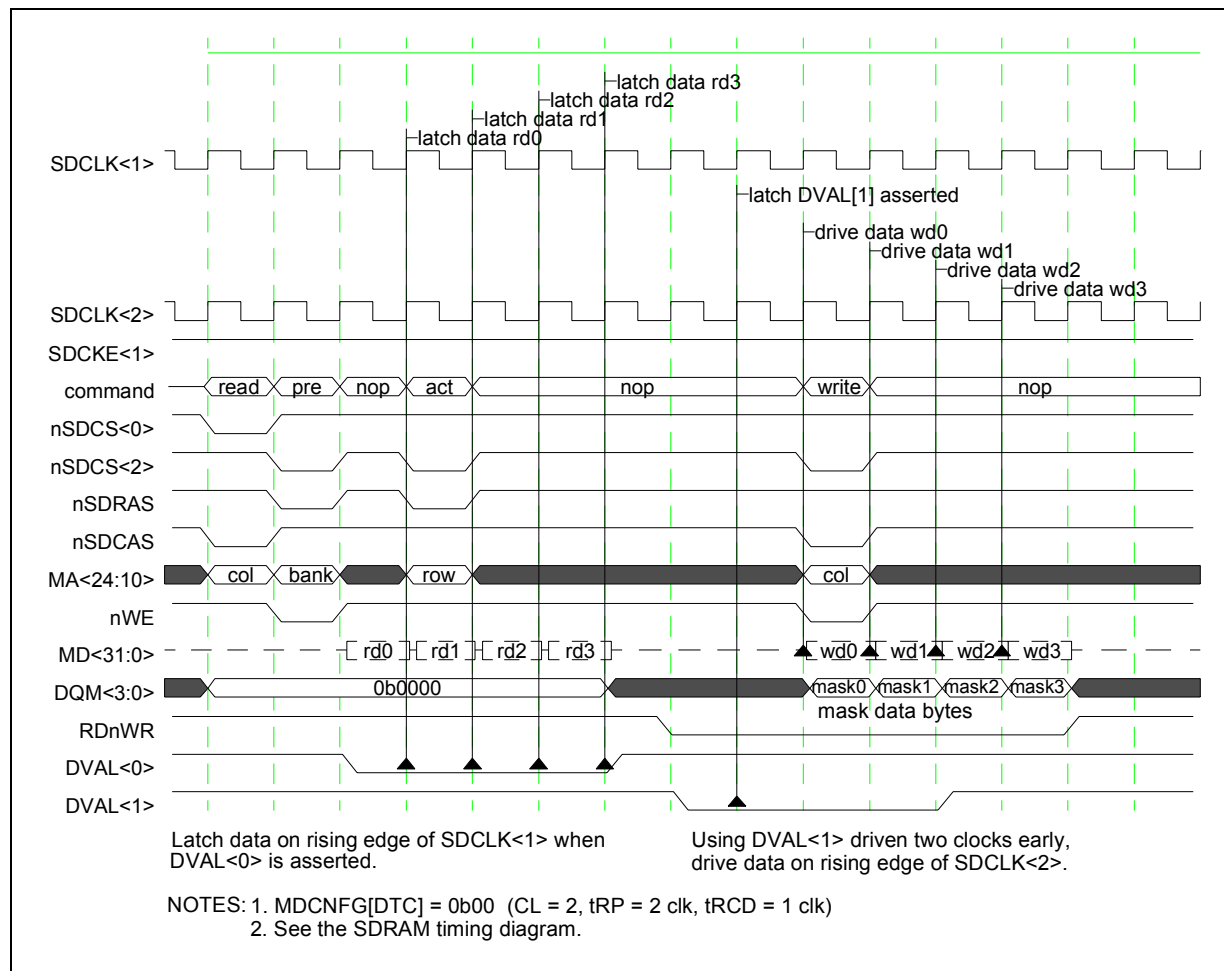 latch data rd3
latch data rd2
latch data rd1
latch data rd0
SDCLK<1>
latch DVAL[1] asserted
drive data wd0
drive data wd1
drive data wd2
drive data wd3
SDCLK<2>
SDCKE<1>
command read pre nop act nop write nop
nSDCS<0>
nSDCS<2>
nSDRAS
nSDCAS
MA<24:10> col bank row col
nWE
MD<31:0> rd0 rd1 rd2 rd3 wd0 wd1 wd2 wd3
DQM<3:0> 0b0000 mask0 mask1 mask2 mask3
mask data bytes
RDnWR
DVAL<0>
DVAL<1>
Latch data on rising edge of SDCLK<1> when
DVAL<0> is asserted.
Using DVAL<1> driven two clocks early,
drive data on rising edge of SDCLK<2>.
NOTES: 1. MDCNFG[DTC] = 0b00 (CL = 2, tRP = 2 clk, tRCD = 1 clk)
2. See the SDRAM timing diagram.